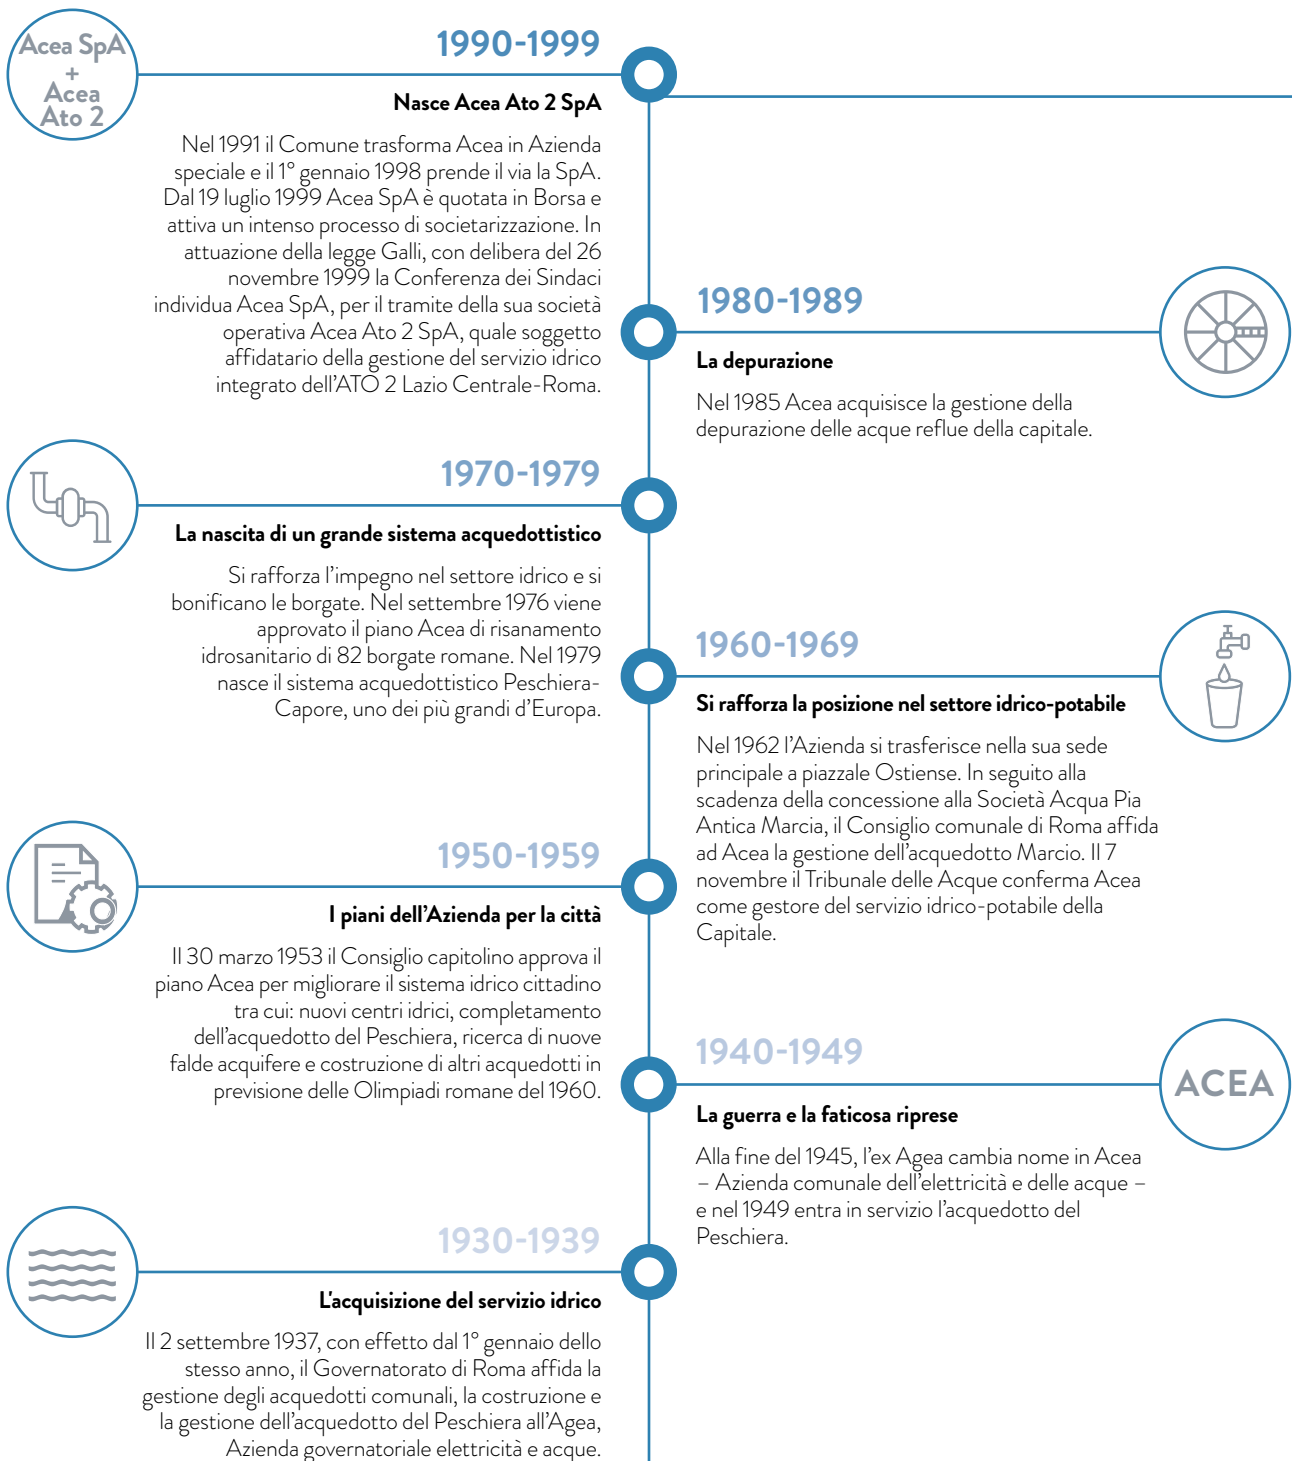 Acea SpA
+
Acea
Ato 2
1990-1999
Nasce Acea Ato 2 SpA
Nel 1991 il Comune trasforma Acea in Azienda
speciale e il 1° gennaio 1998 prende il via la SpA.
Dal 19 luglio 1999 Acea SpA è quotata in Borsa e
attiva un intenso processo di societarizzazione. In
attuazione della legge Galli, con delibera del 26
novembre 1999 la Conferenza dei Sindaci
individua Acea SpA, per il tramite della sua società
operativa Acea Ato 2 SpA, quale soggetto
affidatario della gestione del servizio idrico
integrato dell'ATO 2 Lazio Centrale-Roma.
1980-1989
La depurazione
Nel 1985 Acea acquisisce la gestione della
depurazione delle acque reflue della capitale.
1970-1979
La nascita di un grande sistema acquedottistico
Si rafforza l'impegno nel settore idrico e si
bonificano le borgate. Nel settembre 1976 viene
approvato il piano Acea di risanamento
idrosanitario di 82 borgate romane. Nel 1979
nasce il sistema acquedottistico Peschiera-
Capore, uno dei più grandi d'Europa.
1960-1969
Si rafforza la posizione nel settore idrico-potabile
Nel 1962 l'Azienda si trasferisce nella sua sede
principale a piazzale Ostiense. In seguito alla
scadenza della concessione alla Società Acqua Pia
Antica Marcia, il Consiglio comunale di Roma affida
ad Acea la gestione dell'acquedotto Marcio. Il 7
novembre il Tribunale delle Acque conferma Acea
come gestore del servizio idrico-potabile della
Capitale.
1950-1959
I piani dell'Azienda per la città
Il 30 marzo 1953 il Consiglio capitolino approva il
piano Acea per migliorare il sistema idrico cittadino
tra cui: nuovi centri idrici, completamento
dell'acquedotto del Peschiera, ricerca di nuove
falde acquifere e costruzione di altri acquedotti in
previsione delle Olimpiadi romane del 1960.
1940-1949
ACEA
La guerra e la faticosa riprese
Alla fine del 1945, l'ex Agea cambia nome in Acea
– Azienda comunale dell'elettricità e delle acque –
e nel 1949 entra in servizio l'acquedotto del
Peschiera.
1930-1939
L'acquisizione del servizio idrico
Il 2 settembre 1937, con effetto dal 1° gennaio dello
stesso anno, il Governatorato di Roma affida la
gestione degli acquedotti comunali, la costruzione e
la gestione dell'acquedotto del Peschiera all'Agea,
Azienda governatoriale elettricità e acque.